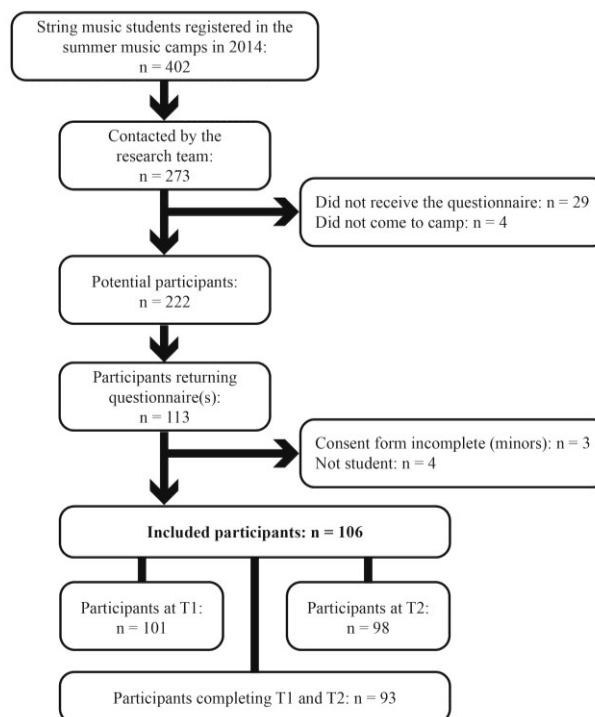 String music students registered in the
summer music camps in 2014:
n = 402
Contacted by the
research team:
n = 273
Did not receive the questionnaire: n = 29
Did not come to camp: n = 4
Potential participants:
n = 222
Participants returning
questionnaire(s):
n = 113
Consent form incomplete (minors): n = 3
Not student: n = 4
Included participants: n = 106
Participants at T1:
n = 101
Participants at T2:
n = 98
Participants completing T1 and T2: n = 93